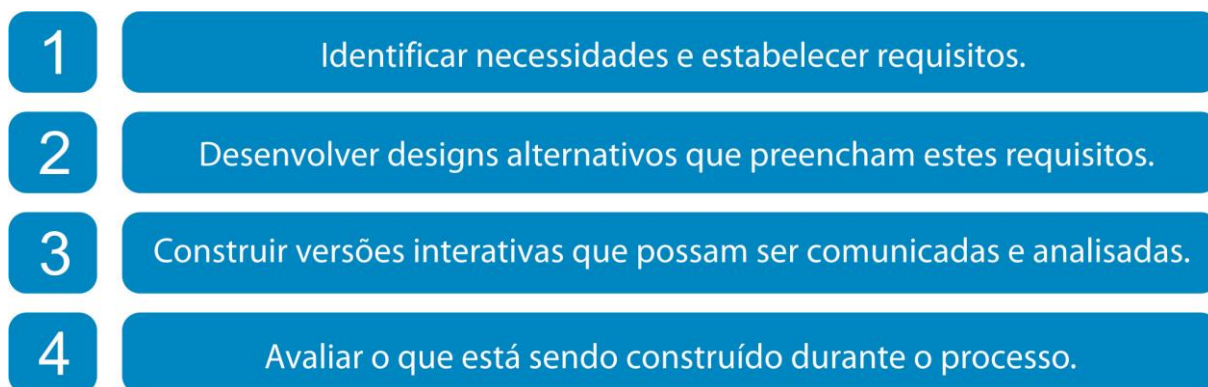 1 Identificar necessidades e estabelecer requisitos.
2 Desenvolver designs alternativos que preencham estes requisitos.
3 Construir versões interativas que possam ser comunicadas e analisadas.
4 Avaliar o que está sendo construído durante o processo.